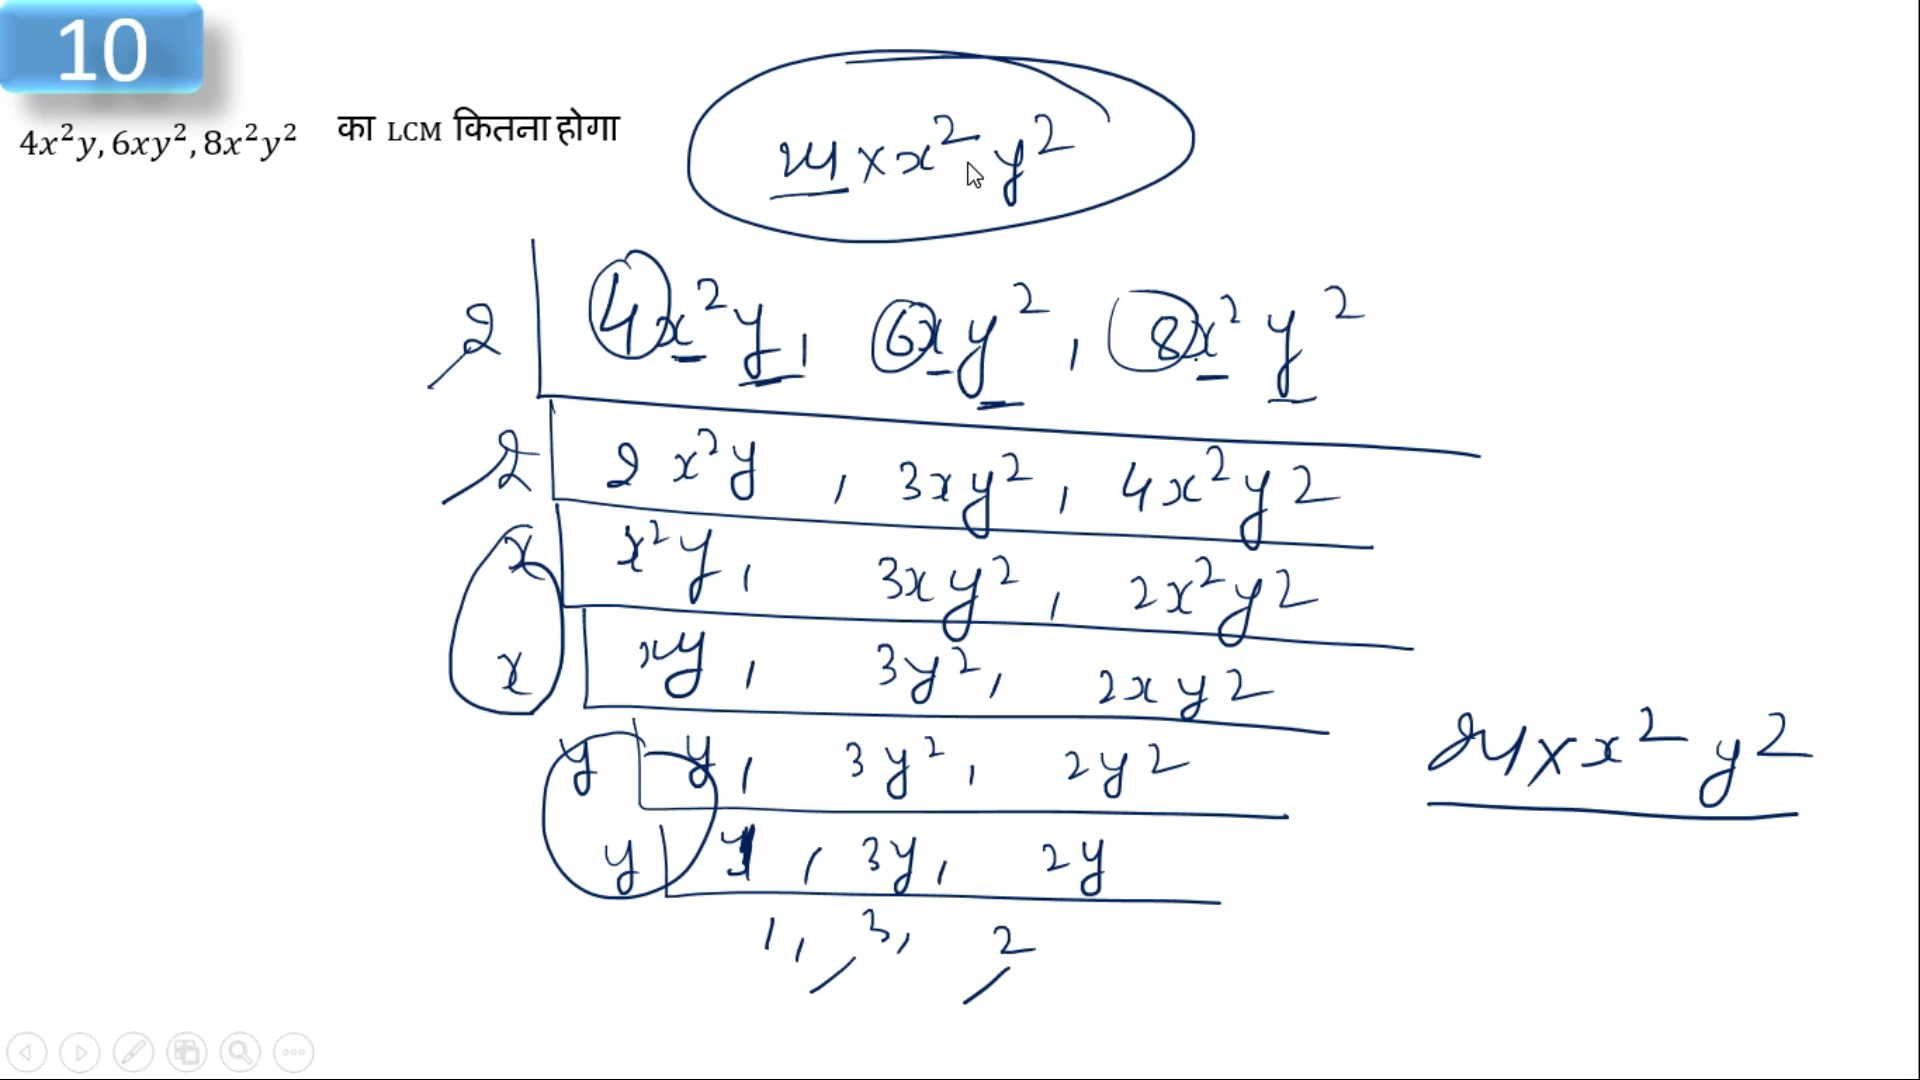 10
4x²y, 6xy², 8x²y² का LCM कितना होगा
24 × x² y²
2 | 4x²y, 6xy², 8x²y²
2 | 2x²y, 3xy², 4x²y2
x | x²y, 3xy², 2x²y2
x | xy, 3y², 2xy2
y | y, 3y², 2y2
y | 1, 3y, 2y
1, 3, 2
24 × x² y2